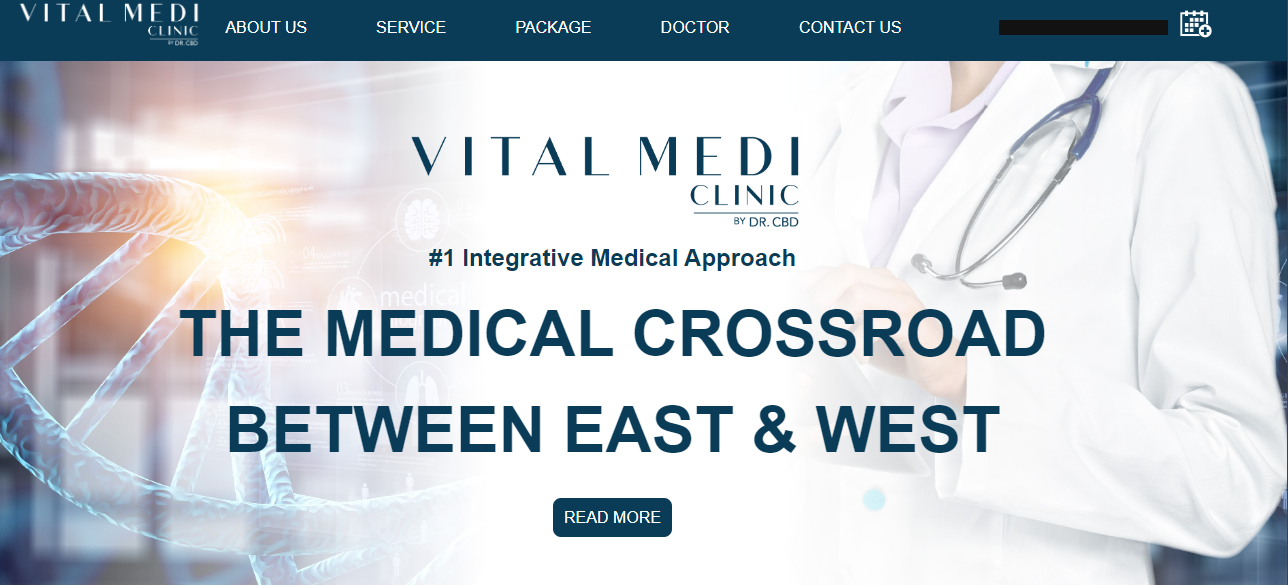 VITAL MEDI
CLINIC
BY DR. CBD
ABOUT US
SERVICE
PACKAGE
DOCTOR
CONTACT US
VITAL MEDI
CLINIC
BY DR. CBD
#1 Integrative Medical Approach
medical
THE MEDICAL CROSSROAD
BETWEEN EAST & WEST
READ MORE